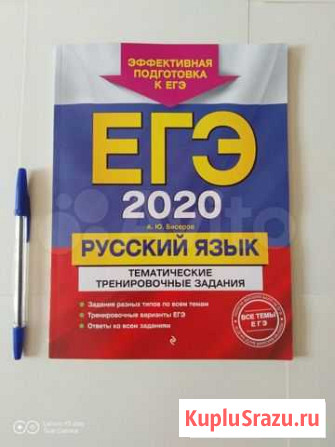 ЭФФЕКТИВНАЯ
ПОДГОТОВКА
К ЕГЭ
ЕГЭ
2020
А. Ю. Бисеров
РУССКИЙ ЯЗЫК
ТЕМАТИЧЕСКИЕ
ТРЕНИРОВОЧНЫЕ ЗАДАНИЯ
Задания разных типов по всем темам
Тренировочные варианты ЕГЭ
Ответы ко всем заданиям
ВСЕ ТЕМЫ
ЕГЭ
KupluSrazu.ru